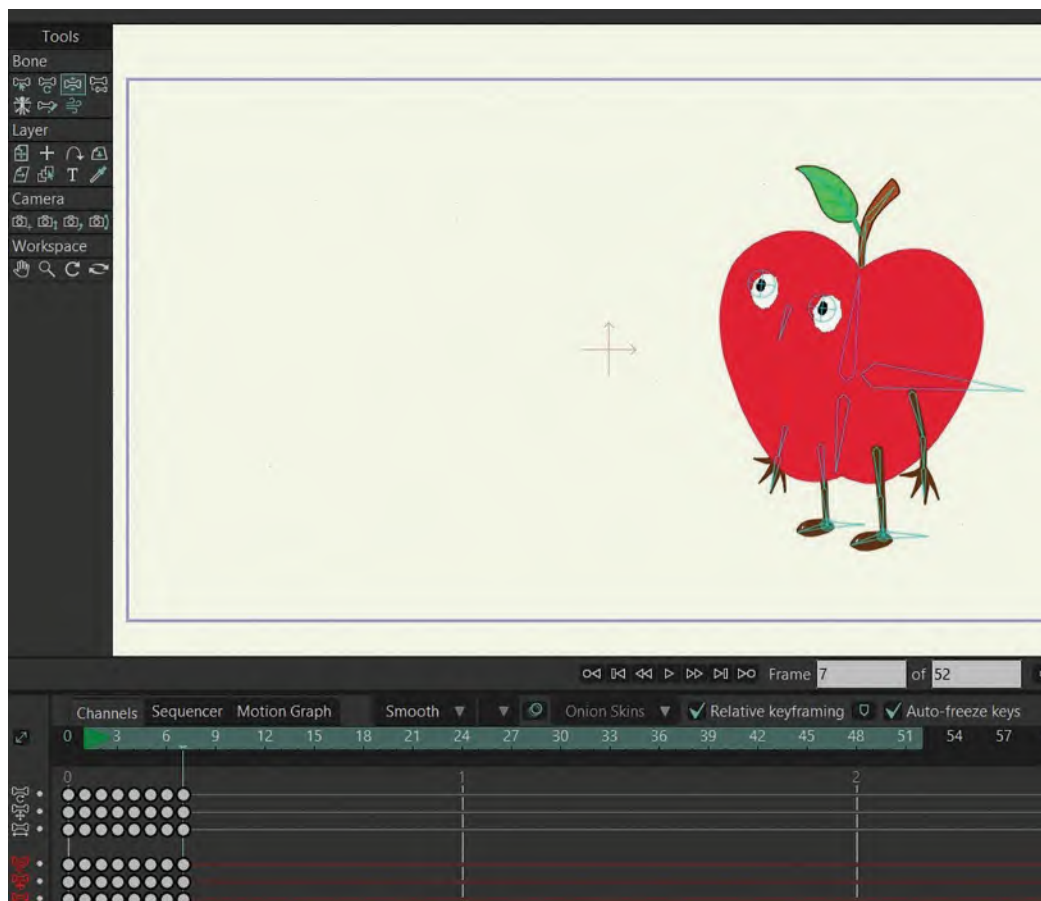 Tools
Bone
Layer
T
Camera
Workspace
Frame 7 of 52
Channels Sequencer Motion Graph Smooth Onion Skins Relative keyframing Auto-freeze keys
0 3 6 9 12 15 18 21 24 27 30 33 36 39 42 45 48 51 54 57
0 1 2